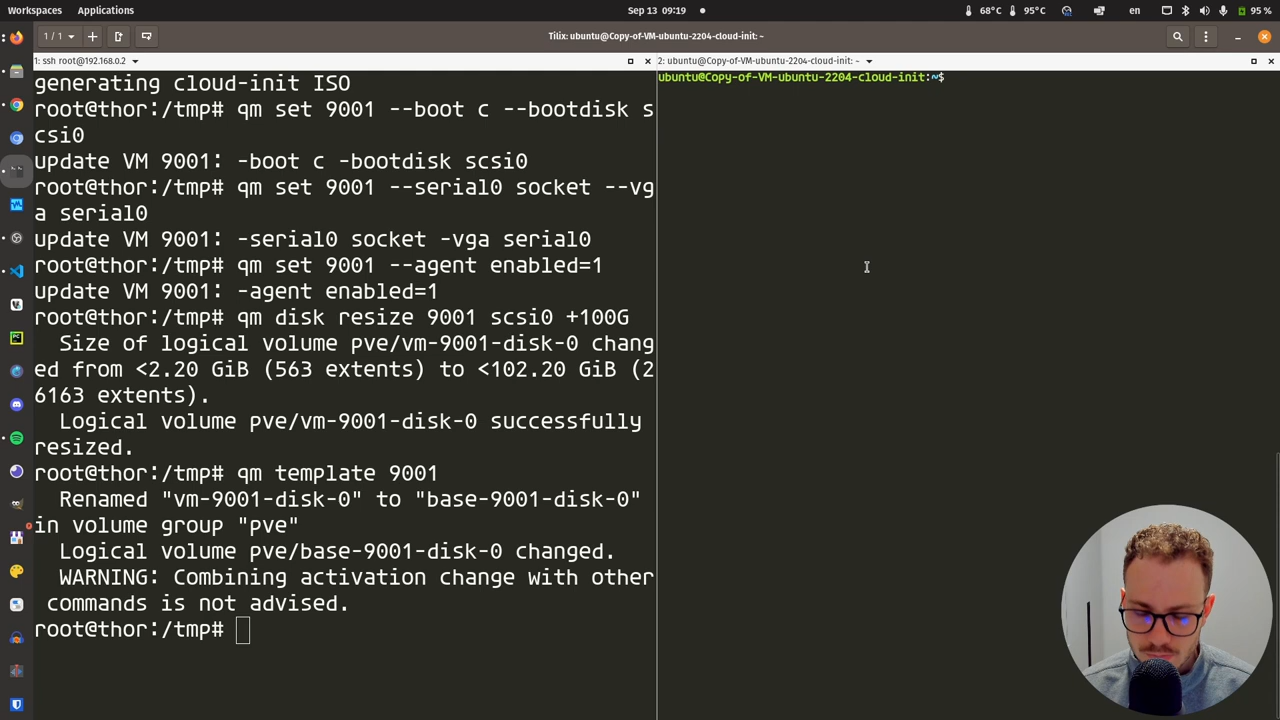 Workspaces
Applications
Sep 13 09:19
68°C
95°C
en
95 %
1 / 1
Tilix: ubuntu@Copy-of-VM-ubuntu-2204-cloud-init: ~
1: ssh root@192.168.0.2
2: ubuntu@Copy-of-VM-ubuntu-2204-cloud-init: ~
generating cloud-init ISO
root@thor:/tmp# qm set 9001 --boot c --bootdisk s
csi0
update VM 9001: -boot c -bootdisk scsi0
root@thor:/tmp# qm set 9001 --serial0 socket --vg
a serial0
update VM 9001: -serial0 socket -vga serial0
root@thor:/tmp# qm set 9001 --agent enabled=1
update VM 9001: -agent enabled=1
root@thor:/tmp# qm disk resize 9001 scsi0 +100G
  Size of logical volume pve/vm-9001-disk-0 chang
ed from <2.20 GiB (563 extents) to <102.20 GiB (2
6163 extents).
  Logical volume pve/vm-9001-disk-0 successfully
resized.
root@thor:/tmp# qm template 9001
  Renamed "vm-9001-disk-0" to "base-9001-disk-0"
in volume group "pve"
  Logical volume pve/base-9001-disk-0 changed.
  WARNING: Combining activation change with other
 commands is not advised.
root@thor:/tmp#
ubuntu@Copy-of-VM-ubuntu-2204-cloud-init:~$